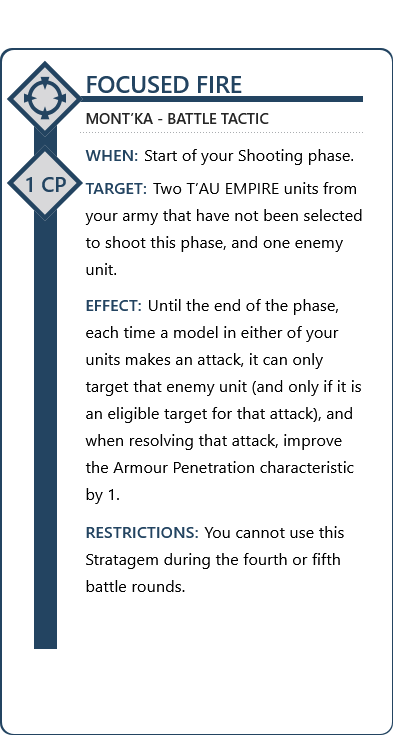 FOCUSED FIRE
MONT’KA - BATTLE TACTIC
WHEN: Start of your Shooting phase.
1 CP
TARGET: Two T’AU EMPIRE units from
your army that have not been selected
to shoot this phase, and one enemy
unit.
EFFECT: Until the end of the phase,
each time a model in either of your
units makes an attack, it can only
target that enemy unit (and only if it is
an eligible target for that attack), and
when resolving that attack, improve
the Armour Penetration characteristic
by 1.
RESTRICTIONS: You cannot use this
Stratagem during the fourth or fifth
battle rounds.